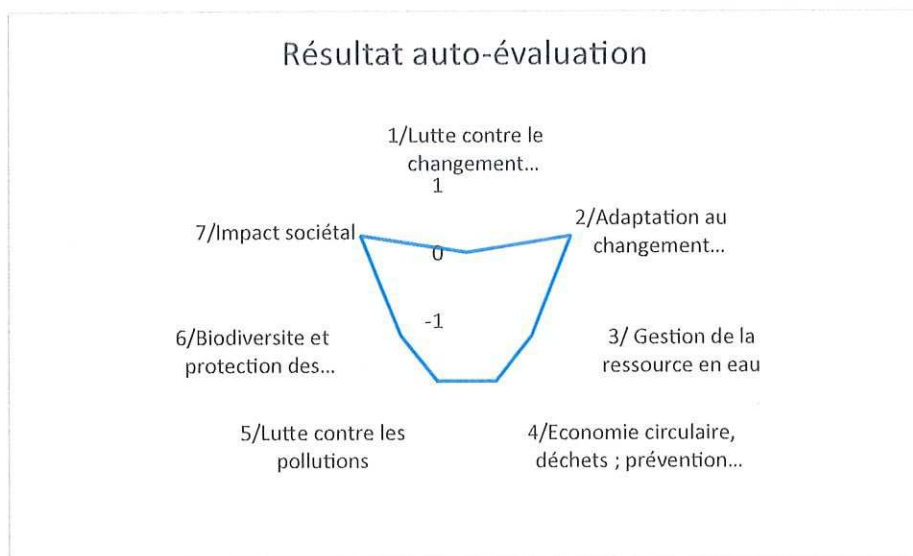 Résultat auto-évaluation
1/Lutte contre le
changement...
1
2/Adaptation au
changement...
7/Impact sociétal
0
-1
6/Biodiversite et
protection des...
3/ Gestion de la
ressource en eau
5/Lutte contre les
pollutions
4/Economie circulaire,
déchets ; prévention...